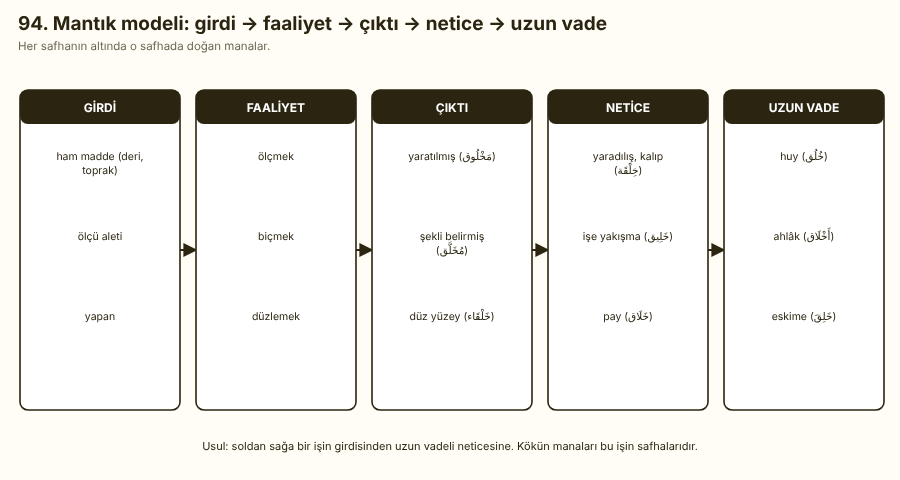 94. Mantık modeli: girdi → faaliyet → çıktı → netice → uzun vade
Her safhanın altında o safhada doğan manalar.
GİRDİ
ham madde (deri,
toprak)
ölçü aleti
yapan
FAALİYET
ölçmek
biçmek
düzlemek
ÇIKTI
yaratılmış (مَخْلُوق)
şekli belirmiş
(مُخَلَّق)
düz yüzey (خَلْقَاء)
NETİCE
yaradılış, kalıp
(خِلْقَة)
işe yakışma (خَلِيق)
pay (خَلَاق)
UZUN VADE
huy (خُلُق)
ahlâk (أَخْلَاق)
eskime (خَلِقَ)
Usul: soldan sağa bir işin girdisinden uzun vadeli neticesine. Kökün manaları bu işin safhalarıdır.